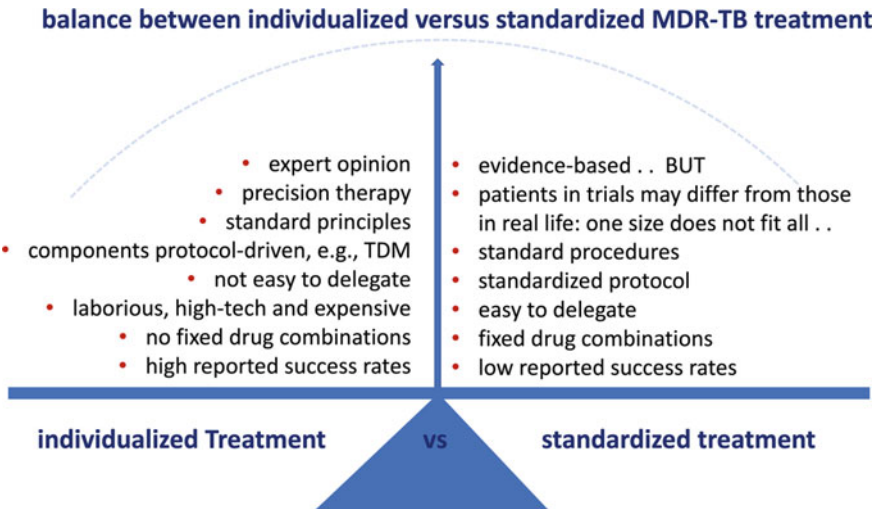 balance between individualized versus standardized MDR-TB treatment
• expert opinion
• precision therapy
• standard principles
• components protocol-driven, e.g., TDM
• not easy to delegate
• laborious, high-tech and expensive
• no fixed drug combinations
• high reported success rates
• evidence-based . . BUT
• patients in trials may differ from those
in real life: one size does not fit all . .
• standard procedures
• standardized protocol
• easy to delegate
• fixed drug combinations
• low reported success rates
individualized Treatment vs standardized treatment